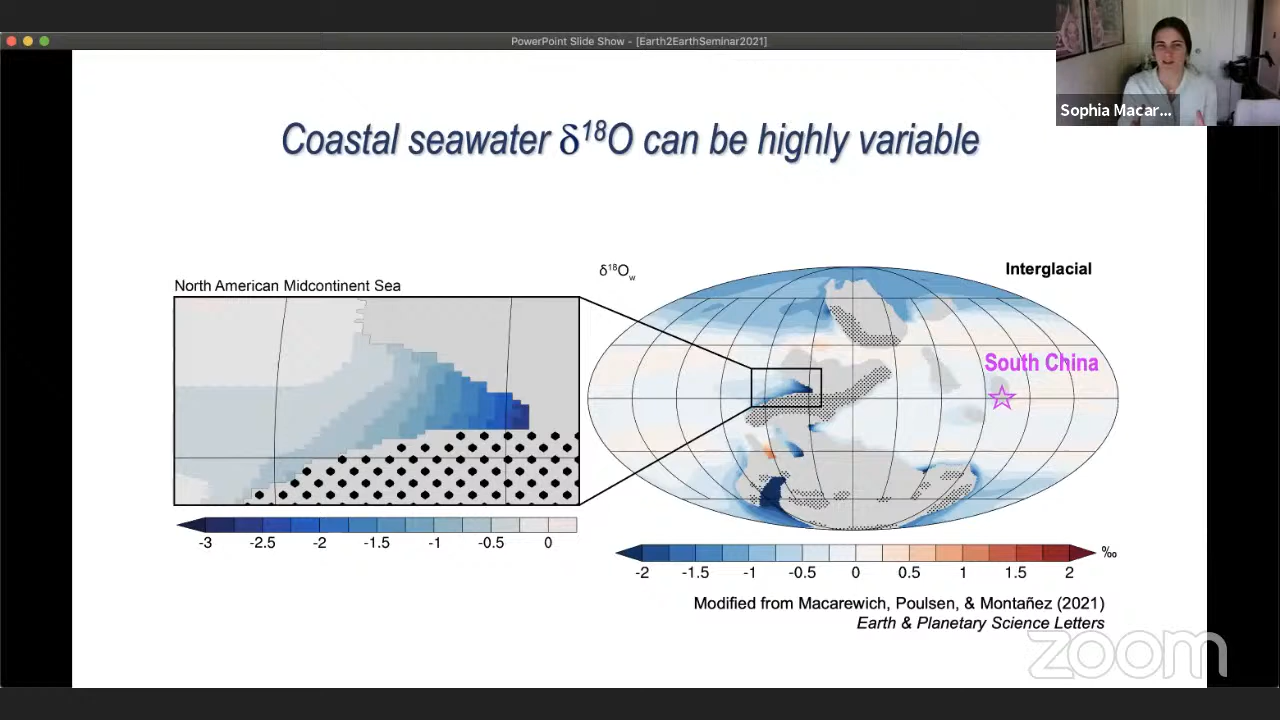 PowerPoint Slide Show - [Earth2EarthSeminar2021]
Sophia Macar...
Coastal seawater δ¹⁸O can be highly variable
North American Midcontinent Sea
δ¹⁸Ow
Interglacial
South China
-3 -2.5 -2 -1.5 -1 -0.5 0
-2 -1.5 -1 -0.5 0 0.5 1 1.5 2 ‰
Modified from Macarewich, Poulsen, & Montañez (2021)
Earth & Planetary Science Letters
zoom